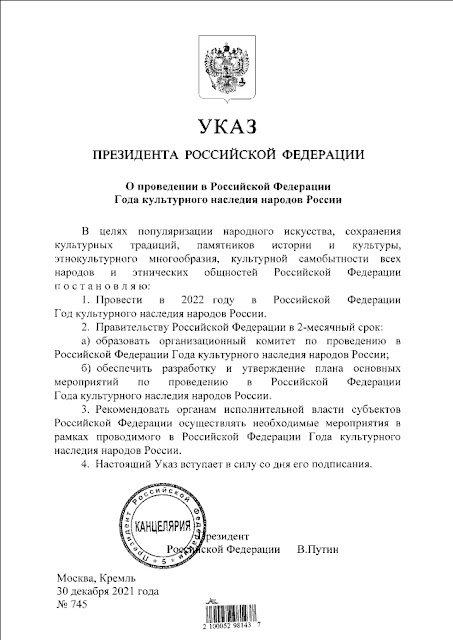 УКАЗ
ПРЕЗИДЕНТА РОССИЙСКОЙ ФЕДЕРАЦИИ
О проведении в Российской Федерации
Года культурного наследия народов России
В целях популяризации народного искусства, сохранения
культурных традиций, памятников истории и культуры,
этнокультурного многообразия, культурной самобытности всех
народов и этнических общностей Российской Федерации
п о с т а н о в л я ю:
1. Провести в 2022 году в Российской Федерации
Год культурного наследия народов России.
2. Правительству Российской Федерации в 2-месячный срок:
а) образовать организационный комитет по проведению в
Российской Федерации Года культурного наследия народов России;
б) обеспечить разработку и утверждение плана основных
мероприятий по проведению в Российской Федерации
Года культурного наследия народов России.
3. Рекомендовать органам исполнительной власти субъектов
Российской Федерации осуществлять необходимые мероприятия в
рамках проводимого в Российской Федерации Года культурного
наследия народов России.
4. Настоящий Указ вступает в силу со дня его подписания.
Президент Российской Федерации
КАНЦЕЛЯРИЯ
* 5 *
Президент
Российской Федерации В.Путин
Москва, Кремль
30 декабря 2021 года
№ 745
2 100052 98143 7